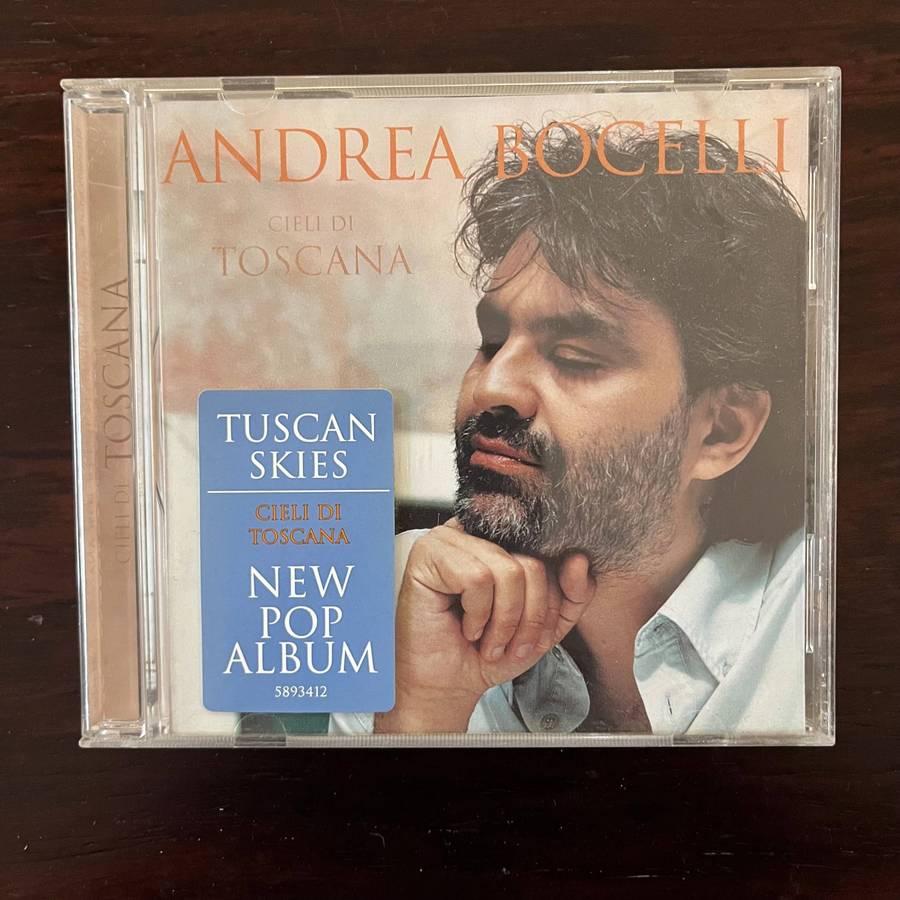 ANDREA BOCELLI
CIELI DI
TOSCANA
CIELI DI TOSCANA
TUSCAN
SKIES
CIELI DI
TOSCANA
NEW
POP
ALBUM
5893412